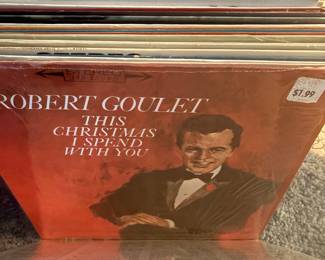 ROBERT GOULET
THIS
CHRISTMAS
I SPEND
WITH YOU
$1.99